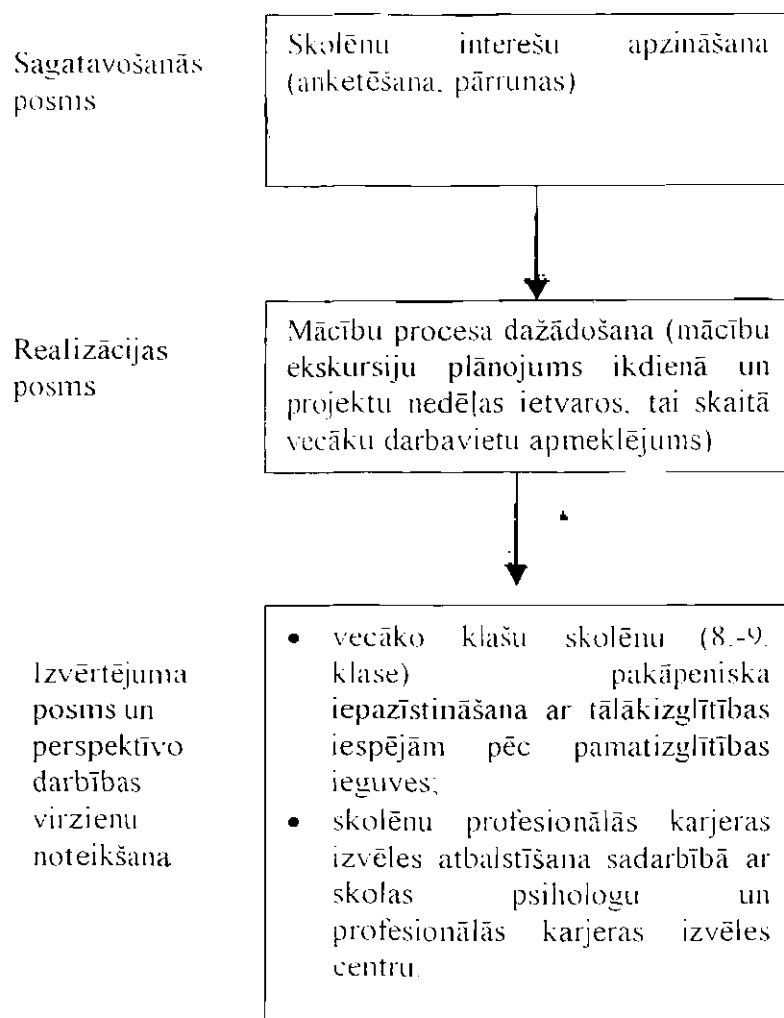 Sagatavošanās
posms
Skolēnu interešu apzināšana
(anketēšana, pārrunas)
Realizācijas
posms
Mācību procesa dažādošana (mācību
ekskursiju plānojums ikdienā un
projektu nedēļas ietvaros, tai skaitā
vecāku darbavietu apmeklējums)
Izvērtējuma
posms un
perspektīvo
darbības
virzienu
noteikšana
• vecāko klašu skolēnu (8.-9.
klase) pakāpeniska
iepazīstināšana ar tālākizglītības
iespējām pēc pamatizglītības
ieguves;
• skolēnu profesionālās karjeras
izvēles atbalstīšana sadarbībā ar
skolas psihologu un
profesionālās karjeras izvēles
centru.